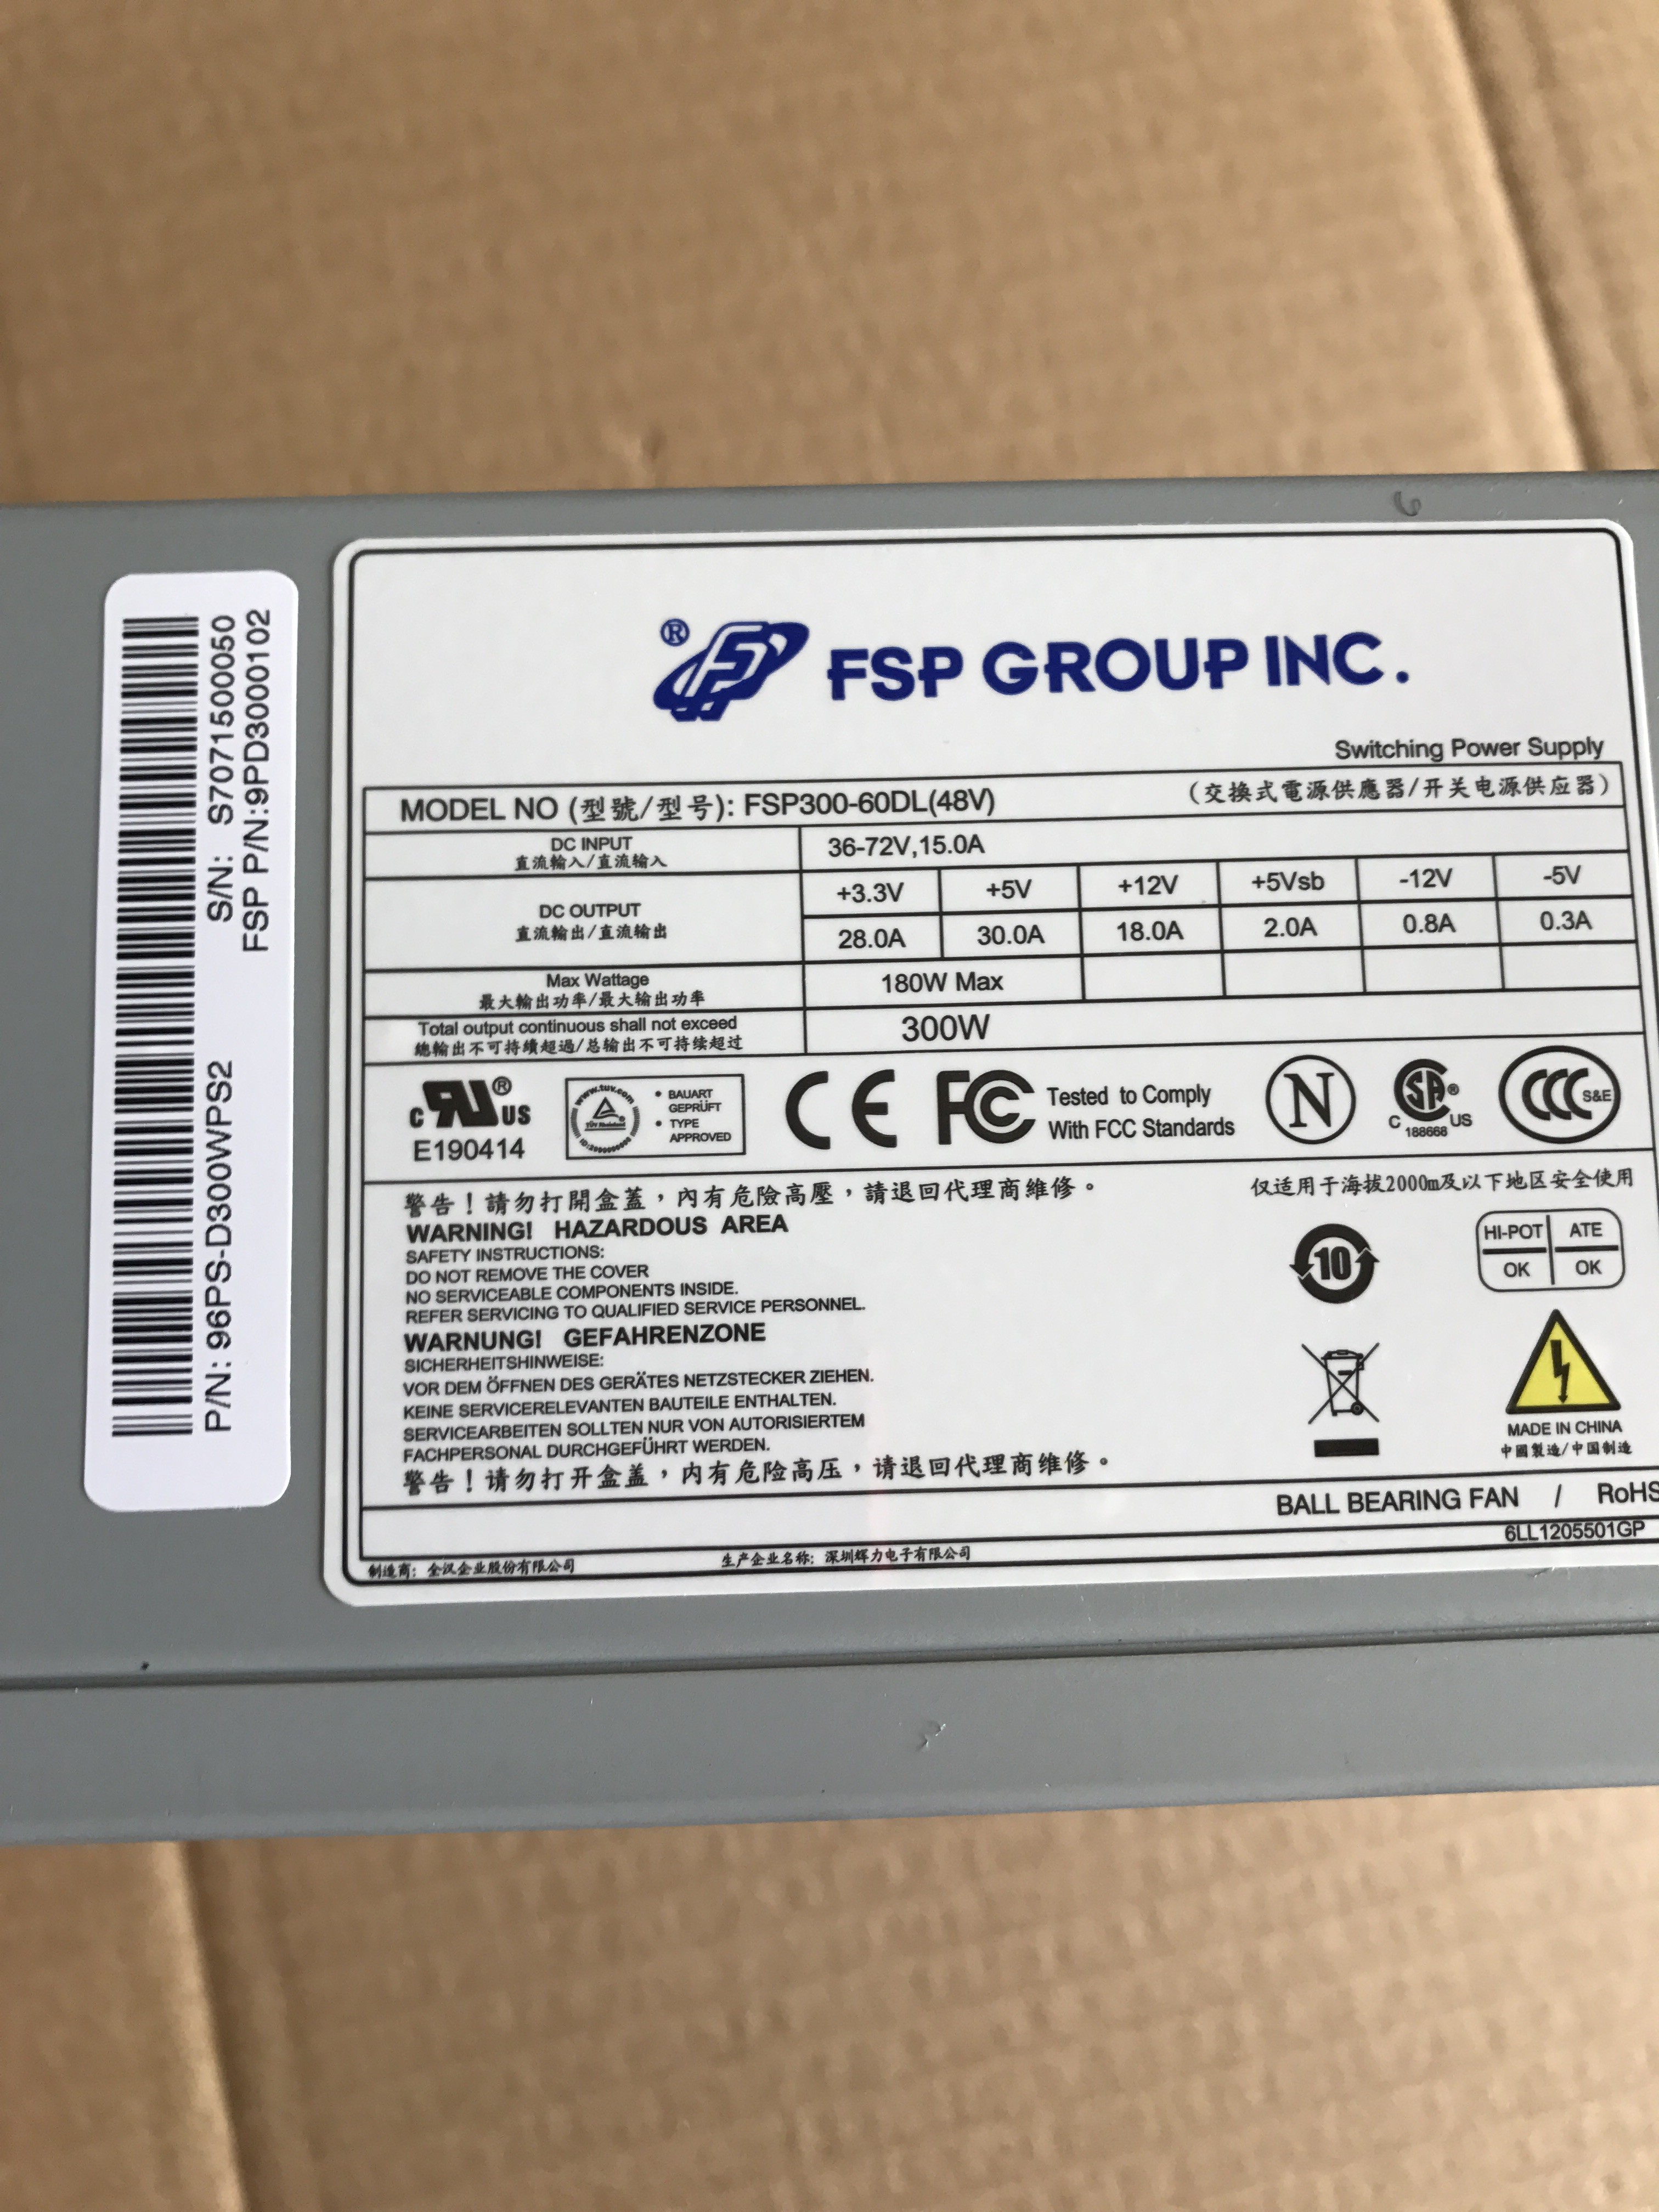 S/N: S7071500050
FSP P/N:9PD3000102
P/N: 96PS-D300WPS2
® FSP GROUP INC.
Switching Power Supply
MODEL NO (型號/型号): FSP300-60DL(48V) (交換式電源供應器/开关电源供应器)
DC INPUT 36-72V,15.0A
直流輸入/直流输入
+3.3V +5V +12V +5Vsb -12V -5V
DC OUTPUT
直流輸出/直流输出
28.0A 30.0A 18.0A 2.0A 0.8A 0.3A
Max Wattage 180W Max
最大輸出功率/最大输出功率
Total output continuous shall not exceed 300W
總輸出不可持續超過/总输出不可持续超过
C US ®
E190414
www.tuv.com
• BAUART
GEPRÜFT
• TYPE
APPROVED
CE FC Tested to Comply
With FCC Standards
N
SA ®
C 188668 US
CCC S&E
警告！請勿打開盒蓋，內有危險高壓，請退回代理商維修。
仅适用于海拔2000m及以下地区安全使用
WARNING! HAZARDOUS AREA
SAFETY INSTRUCTIONS:
DO NOT REMOVE THE COVER
NO SERVICEABLE COMPONENTS INSIDE.
REFER SERVICING TO QUALIFIED SERVICE PERSONNEL.
10
HI-POT ATE
OK OK
WARNUNG! GEFAHRENZONE
SICHERHEITSHINWEISE:
VOR DEM ÖFFNEN DES GERÄTES NETZSTECKER ZIEHEN.
KEINE SERVICERELEVANTEN BAUTEILE ENTHALTEN.
SERVICEARBEITEN SOLLTEN NUR VON AUTORISIERTEM
FACHPERSONAL DURCHGEFÜHRT WERDEN.
警告！请勿打开盒盖，内有危险高压，请退回代理商维修。
MADE IN CHINA
中國製造/中国制造
BALL BEARING FAN / RoHS
6LL1205501GP
制造商: 全汉企业股份有限公司 生产企业名称: 深圳辉力电子有限公司